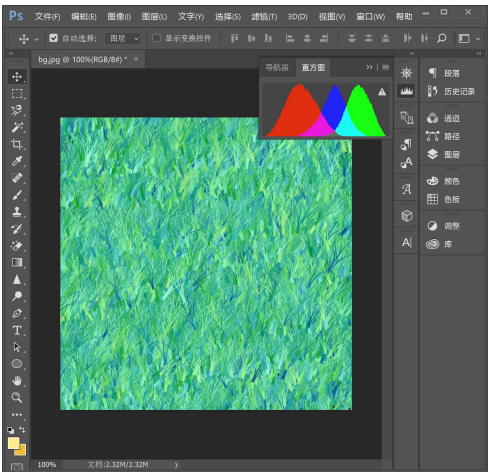 Ps 文件(F) 编辑(E) 图像(I) 图层(L) 文字(Y) 选择(S) 滤镜(T) 3D(D) 视图(V) 窗口(W) 帮助
自动选择: 图层 显示变换控件
bg.jpg @ 100%(RGB/8#) * ×
导航器 直方图
段落
历史记录
通道
路径
图层
颜色
色板
调整
库
100% 文档:2.32M/2.32M